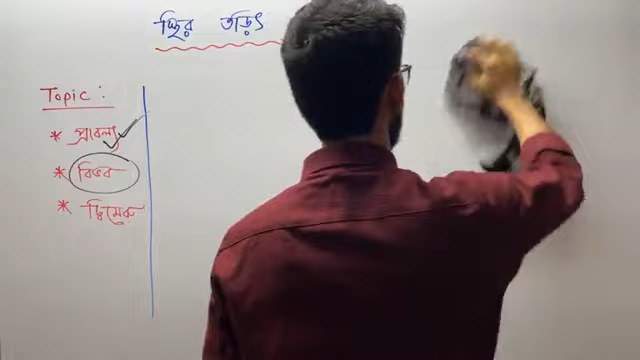 স্থির তড়িৎ
Topic :
* প্রাবল্য
* বিভব
* দ্বিমেরু